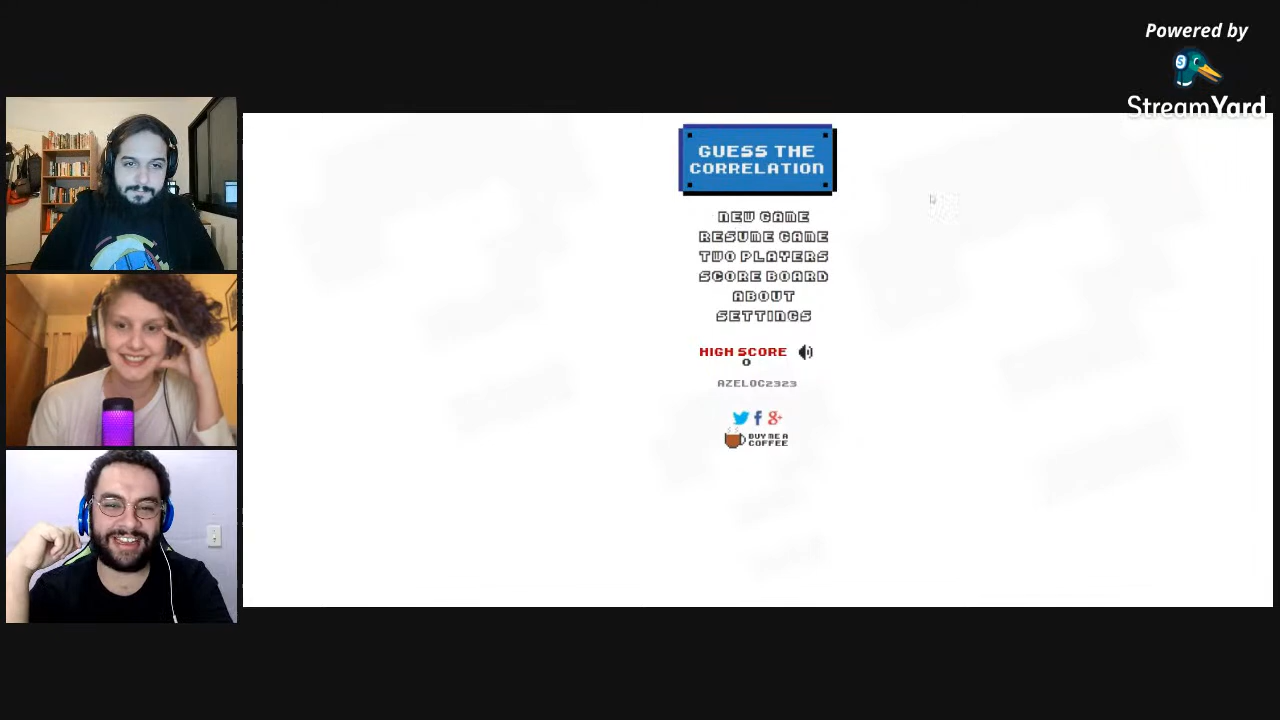 Powered by
StreamYard
GUESS THE
CORRELATION
NEW GAME
RESUME GAME
TWO PLAYERS
SCORE BOARD
ABOUT
SETTINGS
HIGH SCORE
0
AZELOC2323
BUY ME A
COFFEE